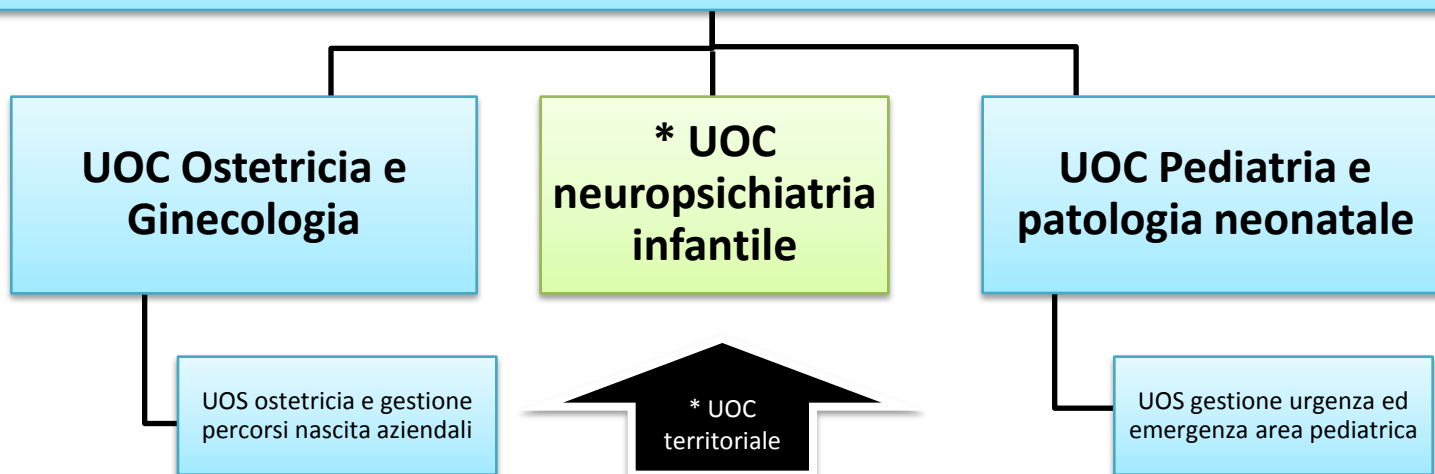 UOC Ostetricia e
Ginecologia
* UOC
neuropsichiatria
infantile
UOC Pediatria e
patologia neonatale
UOS ostetricia e gestione
percorsi nascita aziendali
* UOC
territoriale
UOS gestione urgenza ed
emergenza area pediatrica